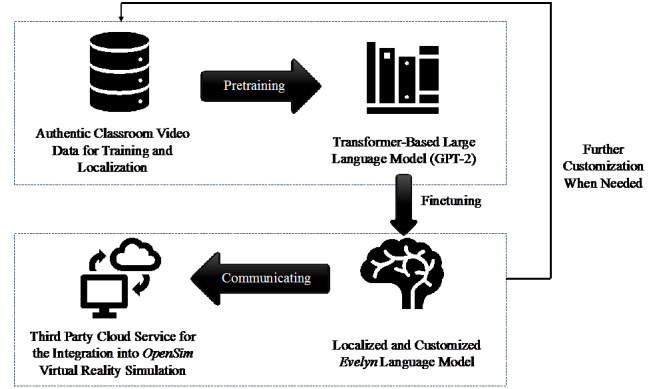 Pretraining
Authentic Classroom Video
Data for Training and
Localization
Transformer-Based Large
Language Model (GPT-2)
Further
Customization
When Needed
Finetuning
Communicating
Third Party Cloud Service for
the Integration into OpenSim
Virtual Reality Simulation
Localized and Customized
Evelyn Language Model